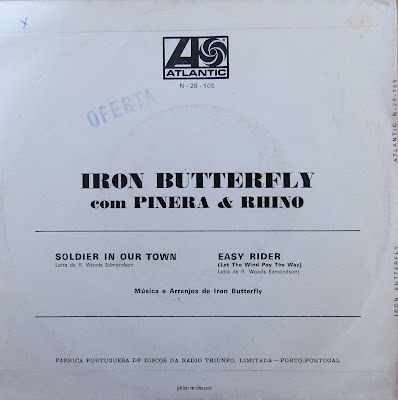 x
ATLANTIC
N - 28 - 105
OFERTA
IRON BUTTERFLY
com PINERA & RHINO
SOLDIER IN OUR TOWN
Letra de R. Woods Edmondson
EASY RIDER
(Let The Wind Pay The Way)
Letra de R. Woods Edmondson)
Música e Arranjos de Iron Butterfly
FABRICA PORTUGUESA DE DISCOS DA RADIO TRIUNFO, LIMITADA — PORTO-PORTUGAL
IRON BUTTERFLY
ATLANTIC N-28-105